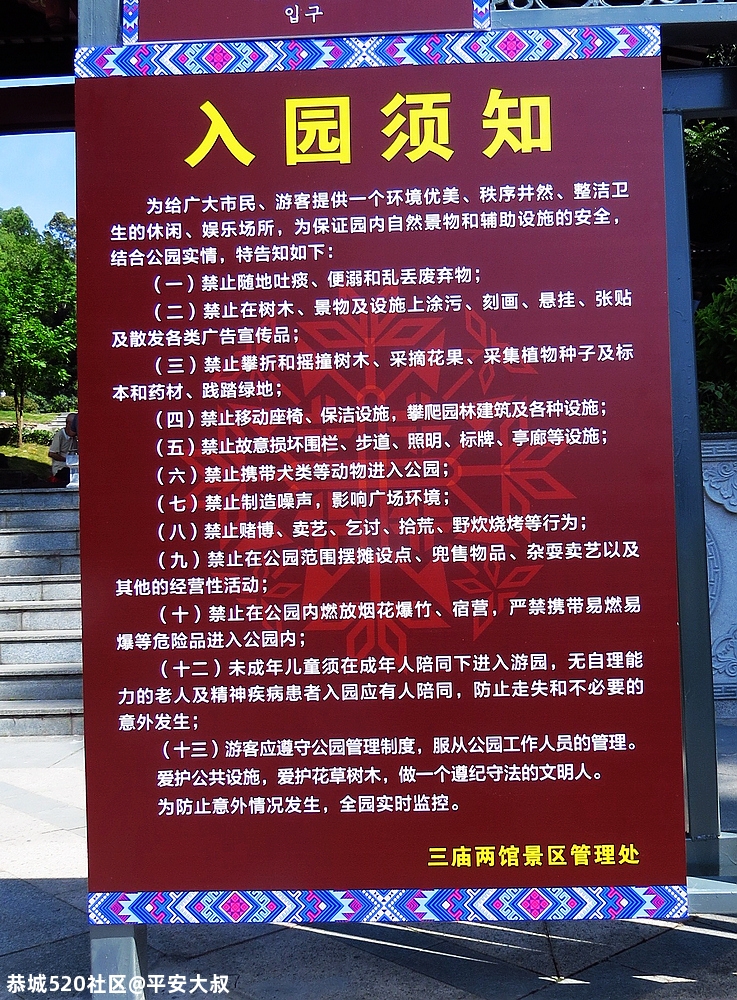 입구
入园须知
为给广大市民、游客提供一个环境优美、秩序井然、整洁卫
生的休闲、娱乐场所，为保证园内自然景物和辅助设施的安全，
结合公园实情，特告知如下：
（一）禁止随地吐痰、便溺和乱丢废弃物；
（二）禁止在树木、景物及设施上涂污、刻画、悬挂、张贴
及散发各类广告宣传品；
（三）禁止攀折和摇撞树木、采摘花果、采集植物种子及标
本和药材、践踏绿地；
（四）禁止移动座椅、保洁设施，攀爬园林建筑及各种设施；
（五）禁止故意损坏围栏、步道、照明、标牌、亭廊等设施；
（六）禁止携带犬类等动物进入公园；
（七）禁止制造噪声，影响广场环境；
（八）禁止赌博、卖艺、乞讨、拾荒、野炊烧烤等行为；
（九）禁止在公园范围摆摊设点、兜售物品、杂耍卖艺以及
其他的经营性活动；
（十）禁止在公园内燃放烟花爆竹、宿营，严禁携带易燃易
爆等危险品进入公园内；
（十二）未成年儿童须在成年人陪同下进入游园，无自理能
力的老人及精神疾病患者入园应有人陪同，防止走失和不必要的
意外发生；
（十三）游客应遵守公园管理制度，服从公园工作人员的管理。
爱护公共设施，爱护花草树木，做一个遵纪守法的文明人。
为防止意外情况发生，全园实时监控。
三庙两馆景区管理处
恭城520社区@平安大叔